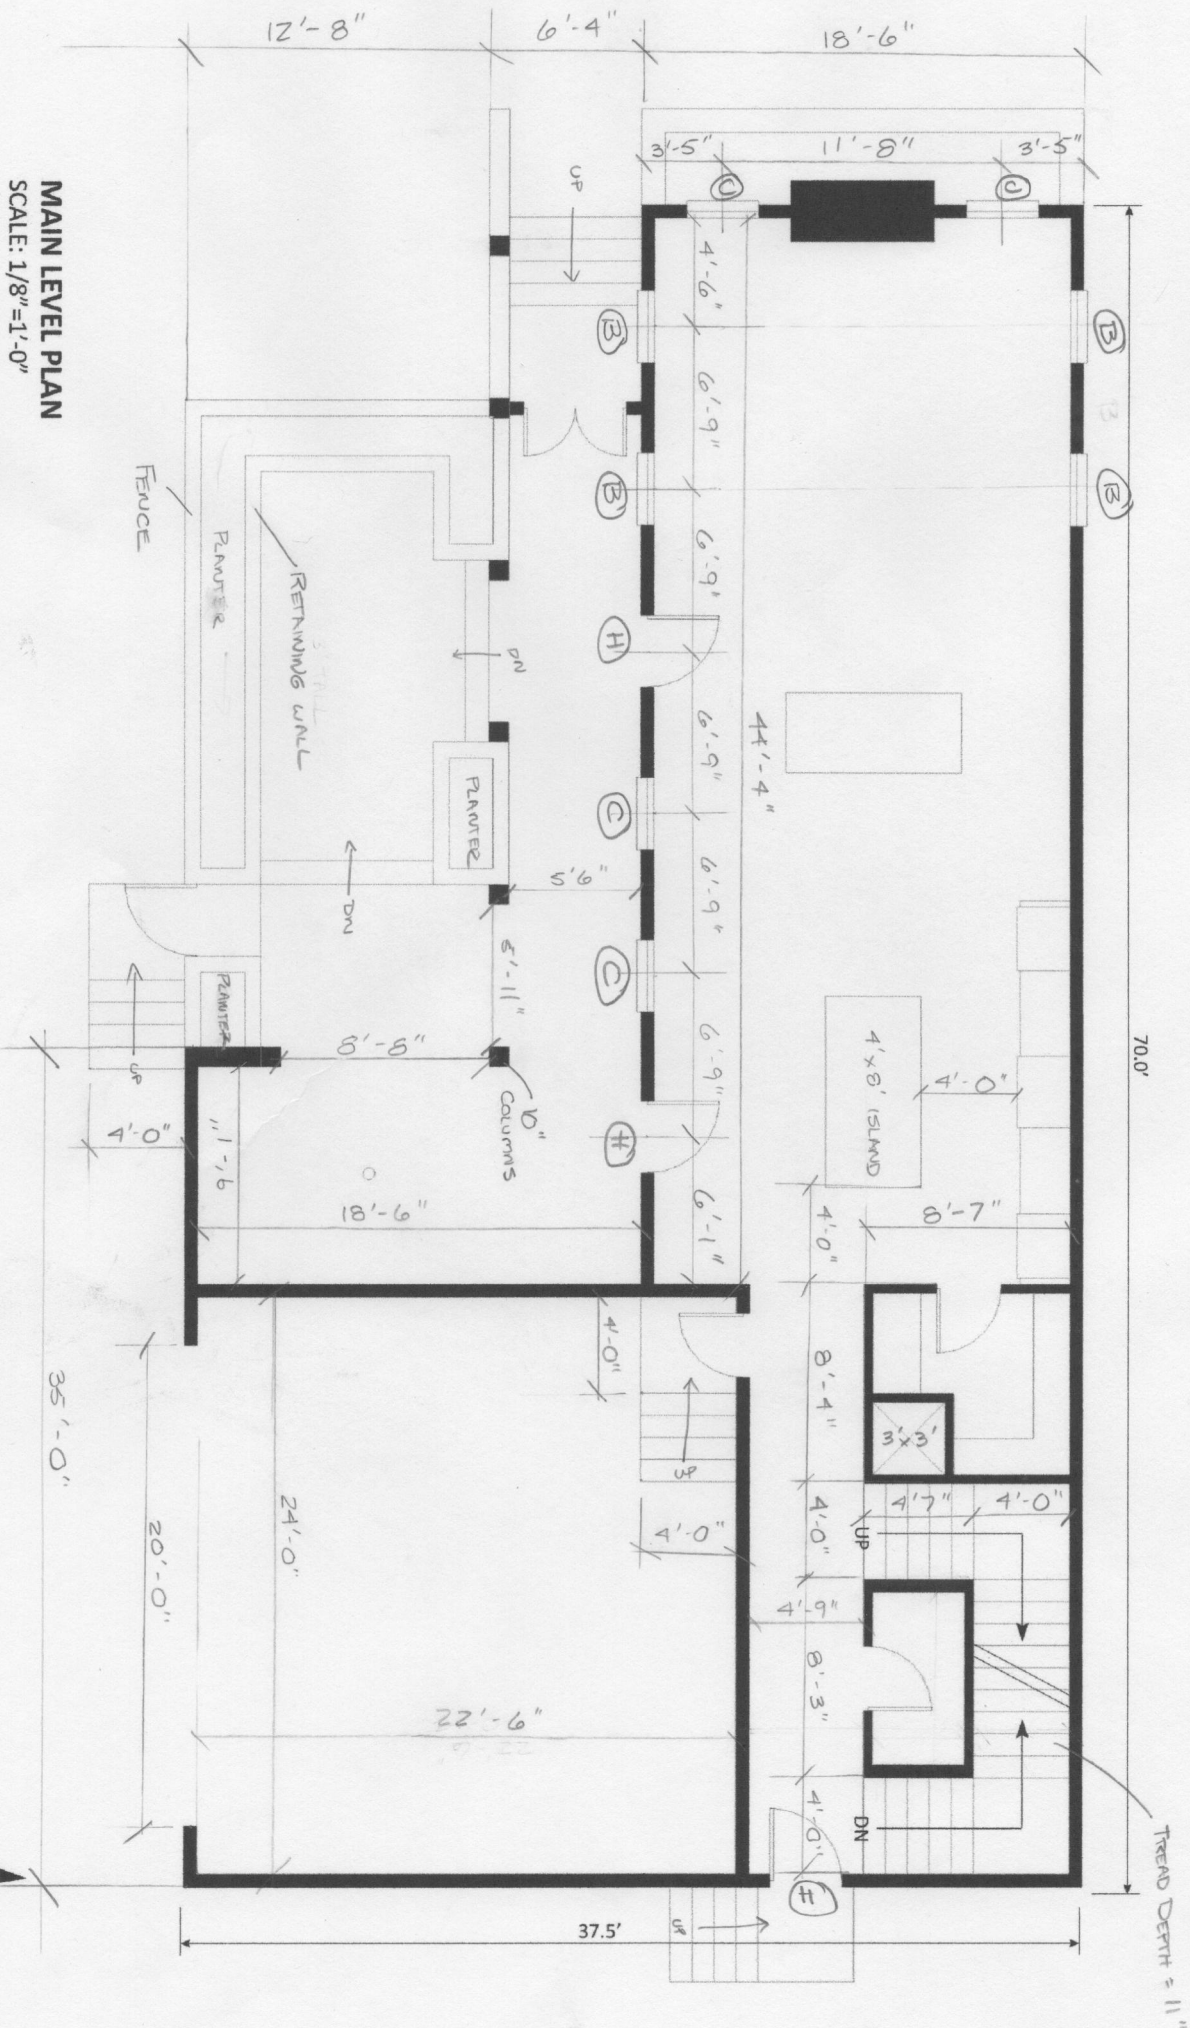 12'-8"
6'-4"
18'-6"
3'-5"
11'-8"
3'-5"
UP
4'-6"
B
B
6'-9"
B
B
6'-9"
H
6'-9"
44'-4"
C
6'-9"
C
6'-9"
H
6'-1"
70.0'
MAIN LEVEL PLAN
SCALE: 1/8"=1'-0"
FENCE
PLANTER
RETAINING WALL
DN
PLANTER
5'6"
DN
5'-11"
PLANTER
UP
8'-8"
10"
COLUMNS
4'-0"
9'-1"
18'-6"
4'x8' ISLAND
4'-0"
8'-7"
4'-0"
8'-4"
3'x3'
4'-0"
UP
4'-0"
4'-0"
4'7"
4'-0"
UP
4'-9"
8'-3"
4'-0"
DN
35'-0"
20'-0"
24'-0"
22'-6"
UP
37.5'
TREAD DEPTH = 11"